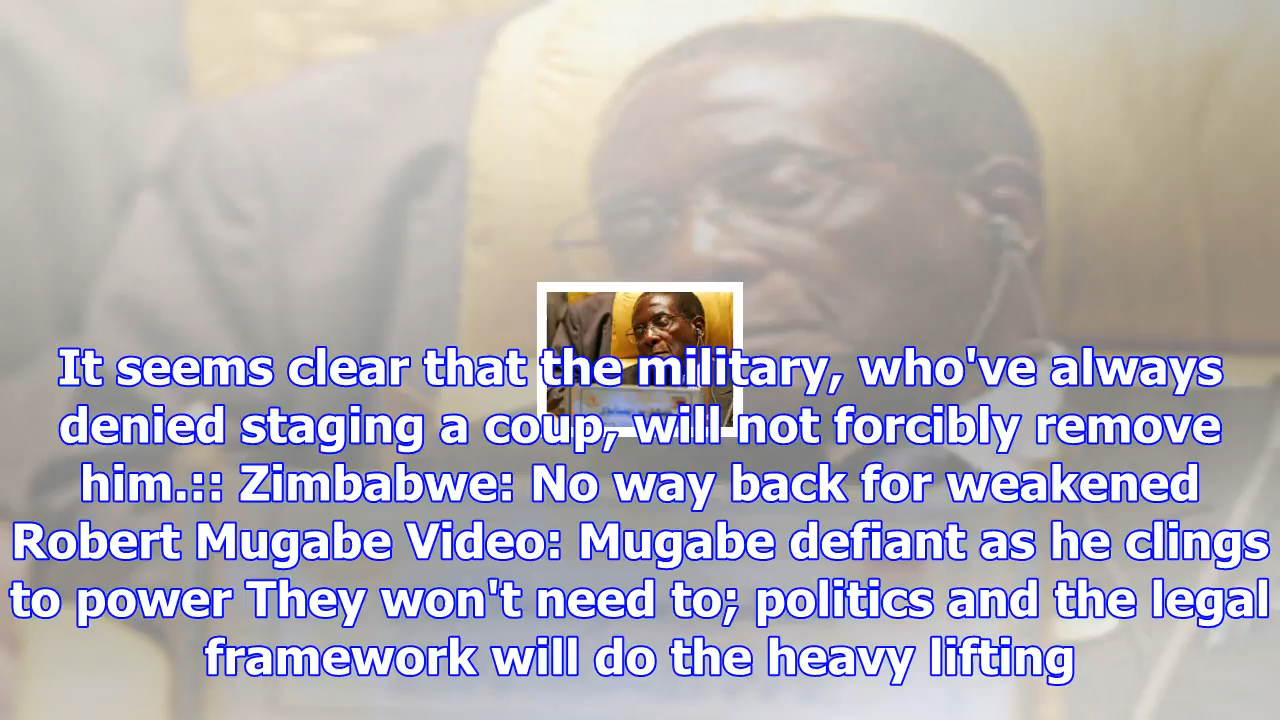 It seems clear that the military, who've always
denied staging a coup, will not forcibly remove
him.:: Zimbabwe: No way back for weakened
Robert Mugabe Video: Mugabe defiant as he clings
to power They won't need to; politics and the legal
framework will do the heavy lifting